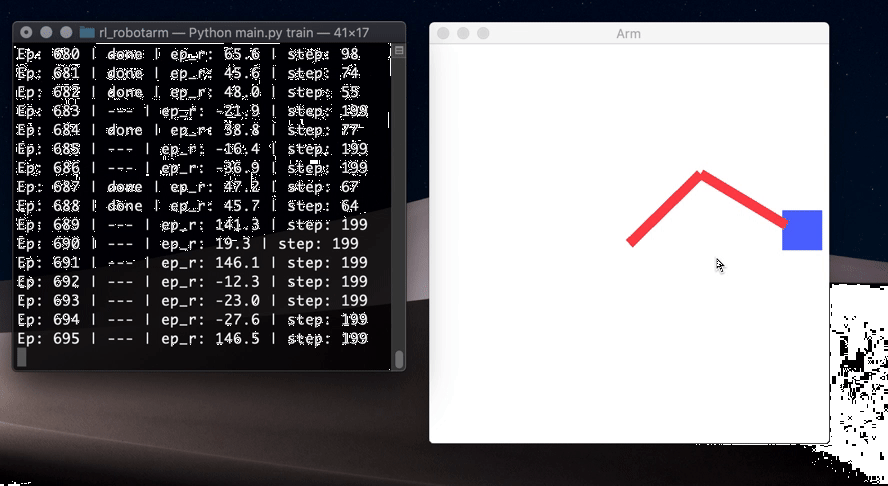 rl_robotarm — Python main.py train — 41×17
Ep: 680 | done | ep_r: 65.6 | step: 98
Ep: 681 | done | ep_r: 45.6 | step: 74
Ep: 682 | done | ep_r: 48.0 | step: 55
Ep: 683 | --- | ep_r: -21.9 | step: 199
Ep: 684 | done | ep_r: 38.8 | step: 77
Ep: 685 | --- | ep_r: -16.4 | step: 199
Ep: 686 | --- | ep_r: -36.9 | step: 199
Ep: 687 | done | ep_r: 47.2 | step: 67
Ep: 688 | done | ep_r: 45.7 | step: 64
Ep: 689 | --- | ep_r: 141.3 | step: 199
Ep: 690 | --- | ep_r: 19.3 | step: 199
Ep: 691 | --- | ep_r: 146.1 | step: 199
Ep: 692 | --- | ep_r: -12.3 | step: 199
Ep: 693 | --- | ep_r: -23.0 | step: 199
Ep: 694 | --- | ep_r: -27.6 | step: 199
Ep: 695 | --- | ep_r: 146.5 | step: 199
Arm